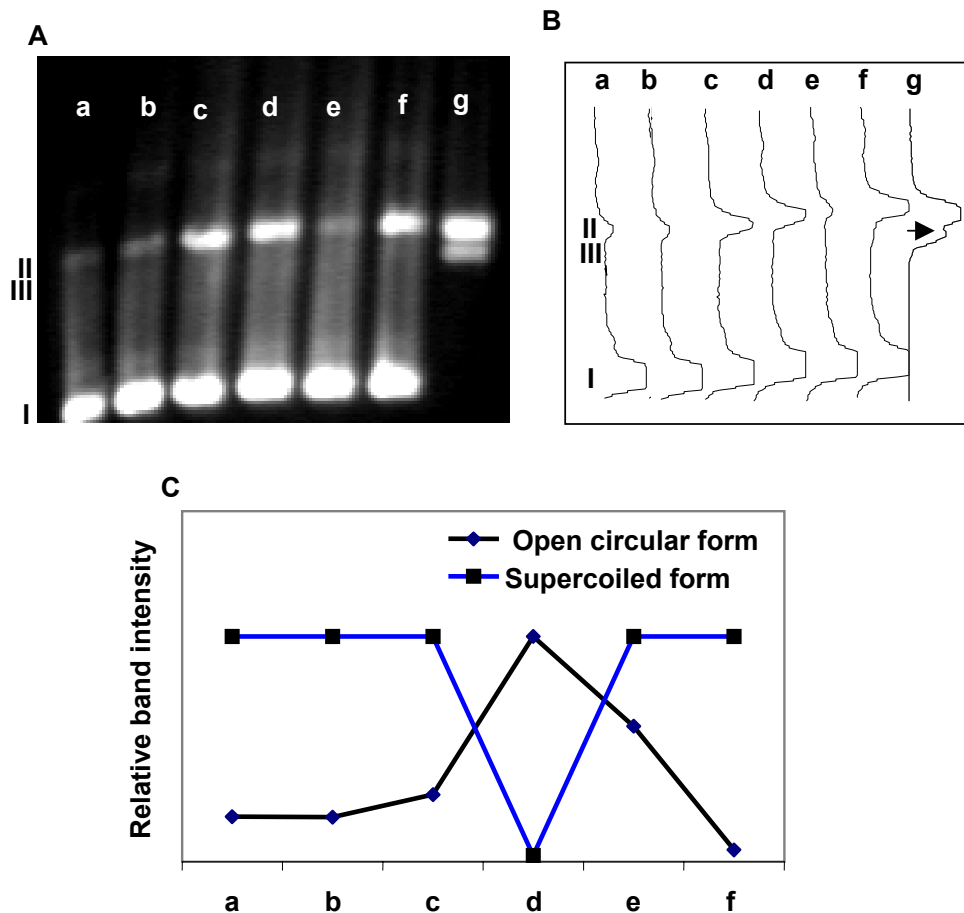 A
a b c d e f g
II
III
I
B
a b c d e f g
II
III
I
C
Relative band intensity
Open circular form
Supercoiled form
a b c d e f